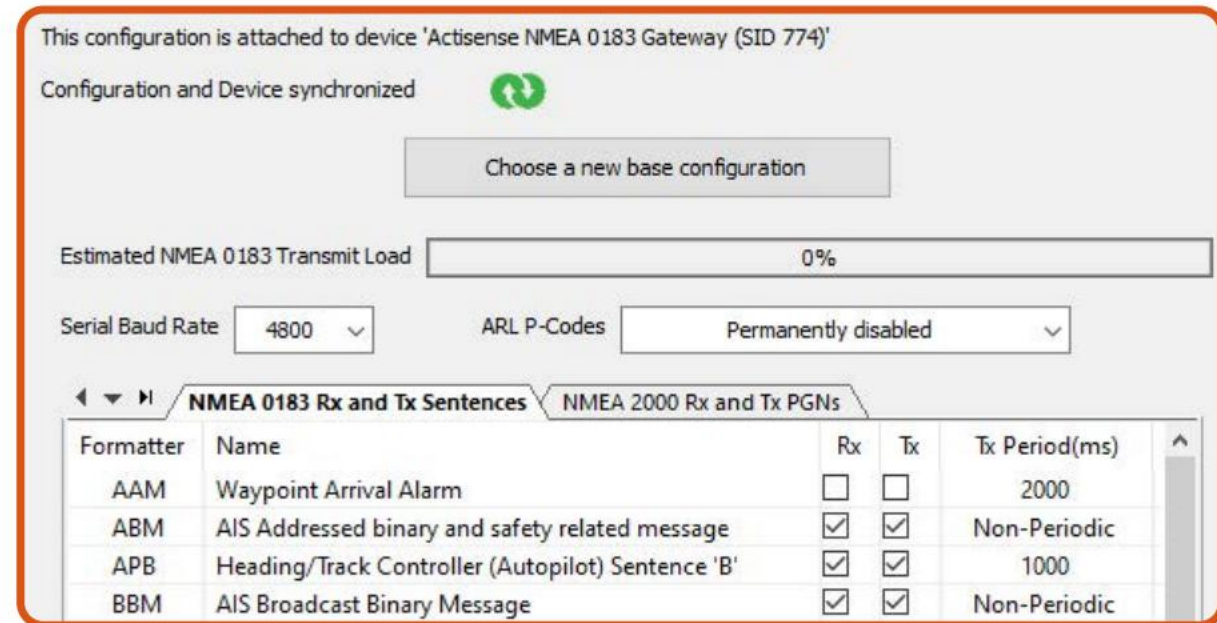 This configuration is attached to device 'Actisense NMEA 0183 Gateway (SID 774)'
Configuration and Device synchronized
Choose a new base configuration
Estimated NMEA 0183 Transmit Load 0%
Serial Baud Rate 4800 ARL P-Codes Permanently disabled
NMEA 0183 Rx and Tx Sentences NMEA 2000 Rx and Tx PGNs
Formatter Name Rx Tx Tx Period(ms)
AAM Waypoint Arrival Alarm 2000
ABM AIS Addressed binary and safety related message Non-Periodic
APB Heading/Track Controller (Autopilot) Sentence 'B' 1000
BBM AIS Broadcast Binary Message Non-Periodic